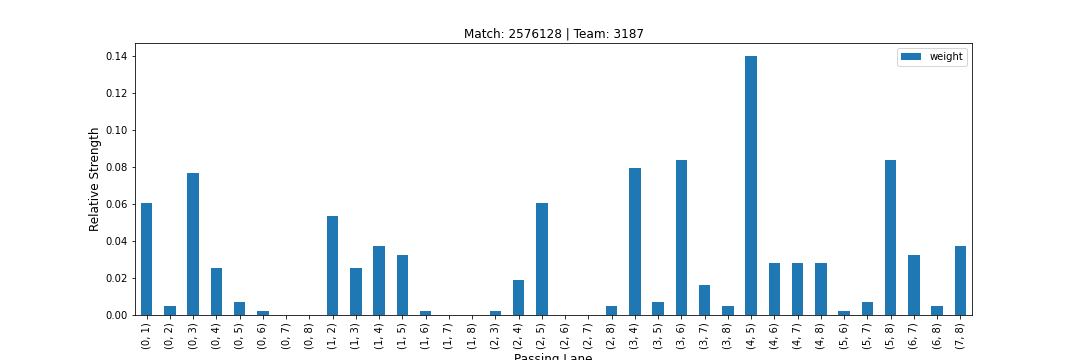 Match: 2576128 | Team: 3187
weight
Relative Strength
0.14
0.12
0.10
0.08
0.06
0.04
0.02
0.00
(0, 1) (0, 2) (0, 3) (0, 4) (0, 5) (0, 6) (0, 7) (0, 8) (1, 2) (1, 3) (1, 4) (1, 5) (1, 6) (1, 7) (1, 8) (2, 3) (2, 4) (2, 5) (2, 6) (2, 7) (2, 8) (3, 4) (3, 5) (3, 6) (3, 7) (3, 8) (4, 5) (4, 6) (4, 7) (4, 8) (5, 6) (5, 7) (5, 8) (6, 7) (6, 8) (7, 8)
Passing Lane